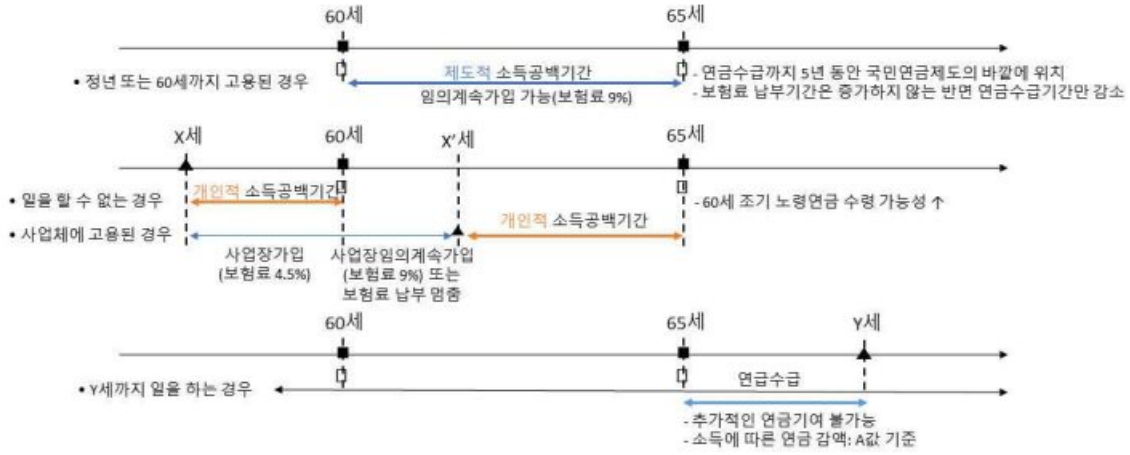 60세 65세
• 정년 또는 60세까지 고용된 경우
제도적 소득공백기간
임의계속가입 가능(보험료 9%)
- 연금수급까지 5년 동안 국민연금제도의 바깥에 위치
- 보험료 납부기간은 증가하지 않는 반면 연금수급기간만 감소
X세 60세 X′세 65세
• 일을 할 수 없는 경우
개인적 소득공백기간
- 60세 조기 노령연금 수령 가능성 ↑
• 사업체에 고용된 경우
개인적 소득공백기간
사업장가입
(보험료 4.5%)
사업장임의계속가입
(보험료 9%) 또는
보험료 납부 멈춤
60세 65세 Y세
• Y세까지 일을 하는 경우
연급수급
- 추가적인 연금기여 불가능
- 소득에 따른 연금 감액: A값 기준